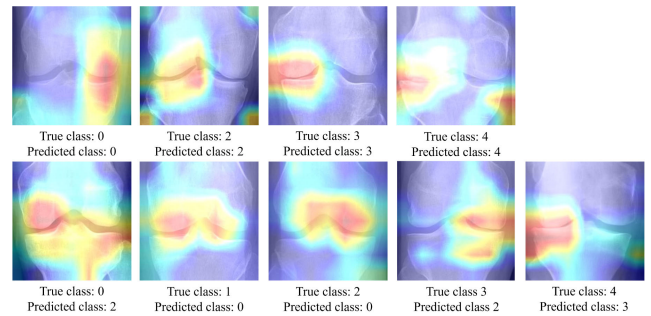 True class: 0
Predicted class: 0
True class: 2
Predicted class: 2
True class: 3
Predicted class: 3
True class: 4
Predicted class: 4
True class: 0
Predicted class: 2
True class: 1
Predicted class: 0
True class: 2
Predicted class: 0
True class 3
Predicted class 2
True class: 4
Predicted class: 3